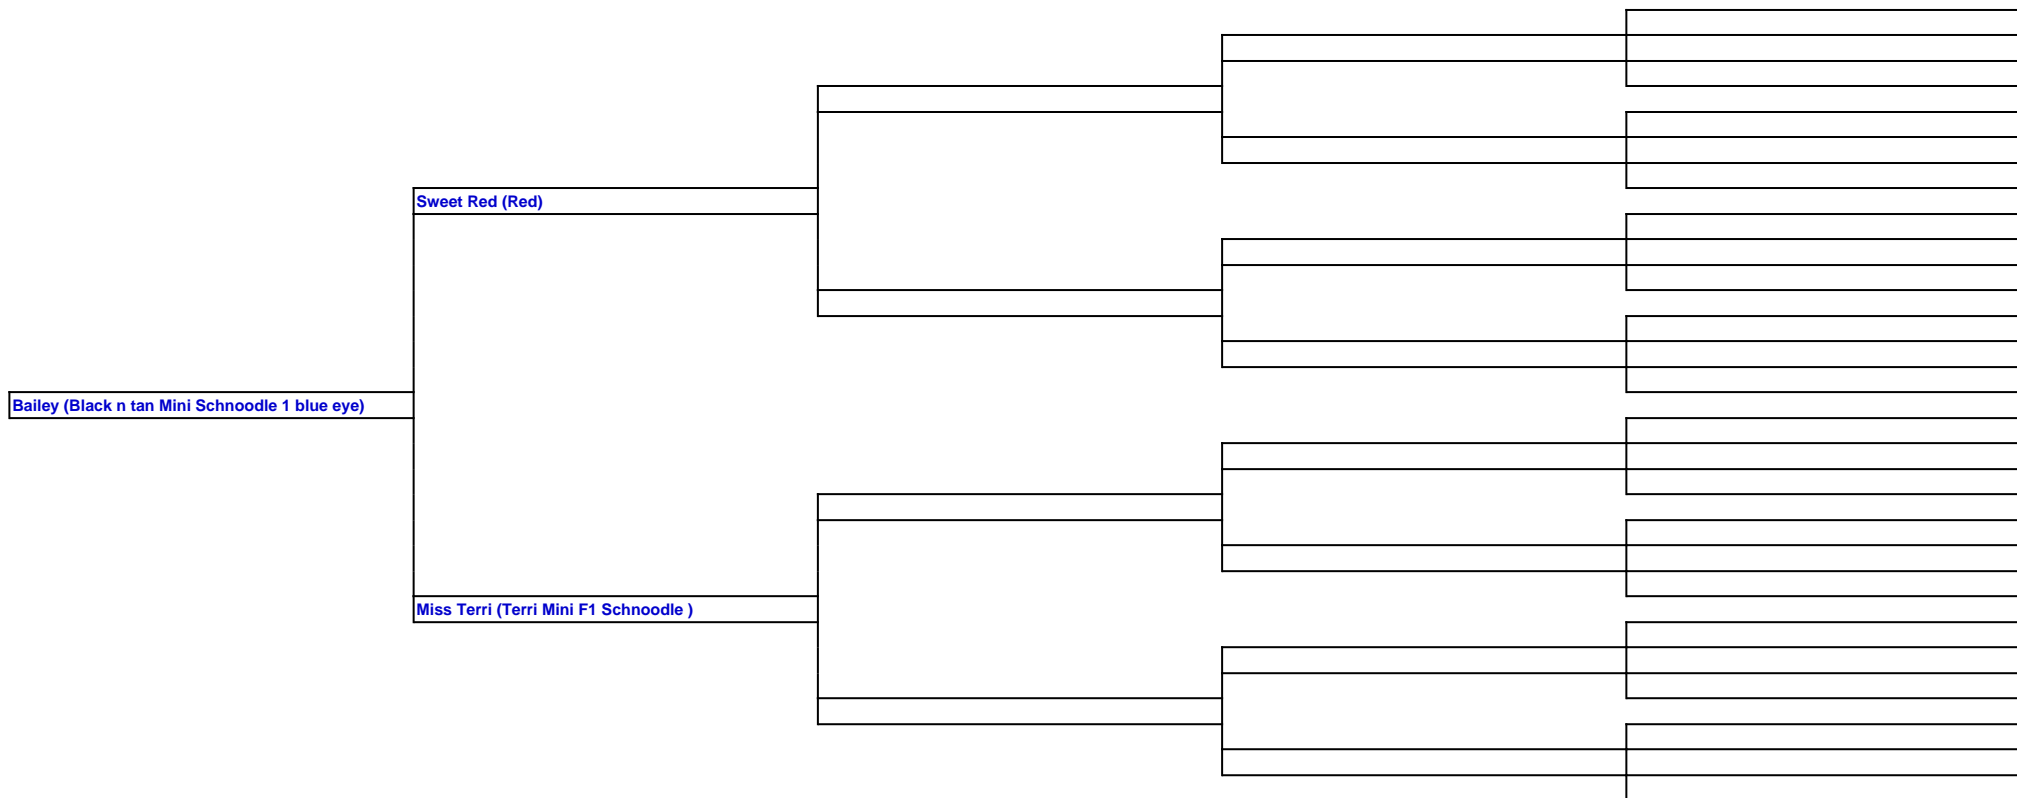 Sweet Red (Red)
Bailey (Black n tan Mini Schnoodle 1 blue eye)
Miss Terri (Terri Mini F1 Schnoodle )